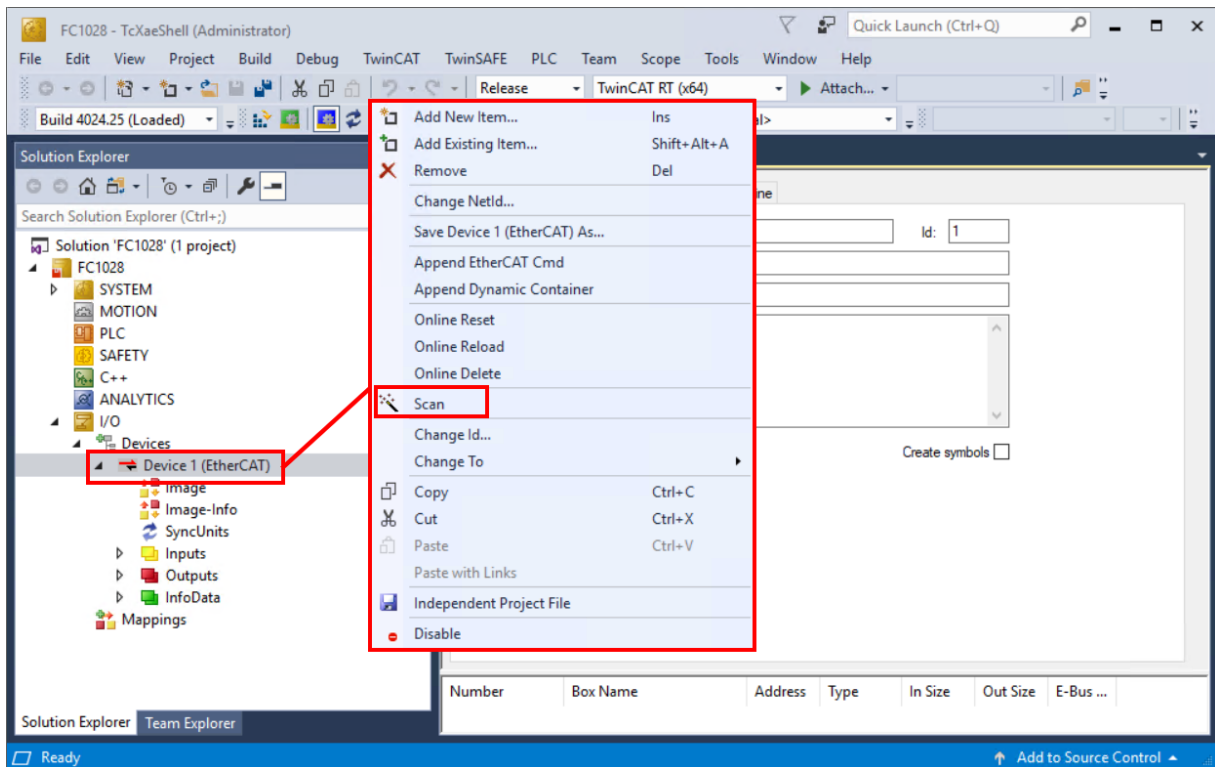 FC1028 - TcXaeShell (Administrator)
Quick Launch (Ctrl+Q)
File Edit View Project Build Debug TwinCAT TwinSAFE PLC Team Scope Tools Window Help
Release TwinCAT RT (x64) Attach...
Build 4024.25 (Loaded)
Solution Explorer
Search Solution Explorer (Ctrl+;)
Solution 'FC1028' (1 project)
FC1028
SYSTEM
MOTION
PLC
SAFETY
C++
ANALYTICS
I/O
Devices
Device 1 (EtherCAT)
Image
Image-Info
SyncUnits
Inputs
Outputs
InfoData
Mappings
Solution Explorer Team Explorer
Add New Item... Ins
Add Existing Item... Shift+Alt+A
Remove Del
Change NetId...
Save Device 1 (EtherCAT) As...
Append EtherCAT Cmd
Append Dynamic Container
Online Reset
Online Reload
Online Delete
Scan
Change Id...
Change To
Copy Ctrl+C
Cut Ctrl+X
Paste Ctrl+V
Paste with Links
Independent Project File
Disable
Id: 1
Create symbols
Number Box Name Address Type In Size Out Size E-Bus ...
Ready
Add to Source Control